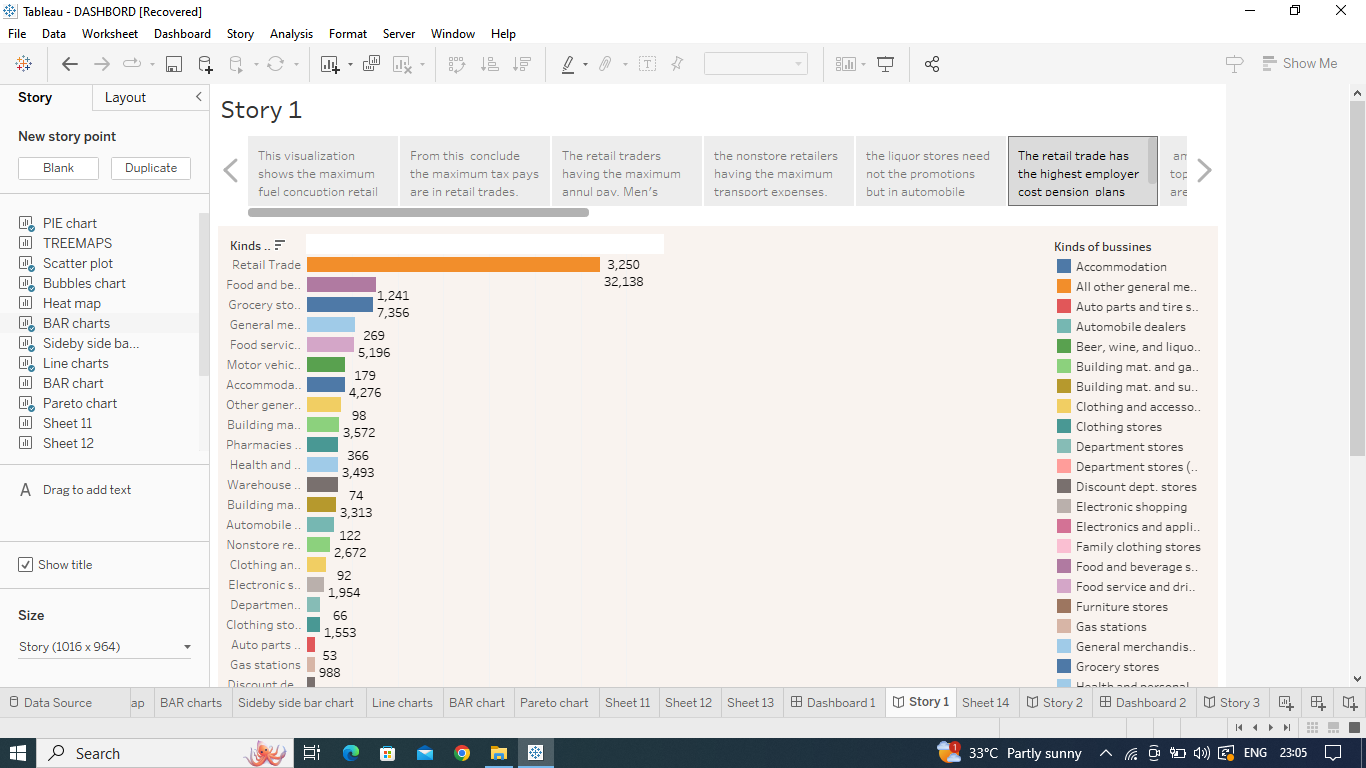 Tableau - DASHBORD [Recovered]
File Data Worksheet Dashboard Story Analysis Format Server Window Help
Show Me
Story Layout
New story point
Blank Duplicate
PIE chart
TREEMAPS
Scatter plot
Bubbles chart
Heat map
BAR charts
Sideby side ba...
Line charts
BAR chart
Pareto chart
Sheet 11
Sheet 12
A Drag to add text
Show title
Size
Story (1016 x 964)
Story 1
This visualization
shows the maximum
fuel concuption retail
From this conclude
the maximum tax pays
are in retail trades.
The retail traders
having the maximum
annul pay. Men's
the nonstore retailers
having the maximum
transport expenses.
the liquor stores need
not the promotions
but in automobile
The retail trade has
the highest employer
cost pension plans
am
top
are
Kinds ..
Retail Trade
Food and be..
Grocery sto..
General me..
Food servic..
Motor vehic..
Accommoda..
Other gener..
Building ma..
Pharmacies ..
Health and ..
Warehouse ..
Building ma..
Automobile ..
Nonstore re..
Clothing an..
Electronic s..
Departmen..
Clothing sto..
Auto parts ..
Gas stations
Discount de..
3,250
32,138
1,241
7,356
269
5,196
179
4,276
98
3,572
366
3,493
74
3,313
122
2,672
92
1,954
66
1,553
53
988
Kinds of bussines
Accommodation
All other general me..
Auto parts and tire s..
Automobile dealers
Beer, wine, and liquo..
Building mat. and ga..
Building mat. and su..
Clothing and accesso..
Clothing stores
Department stores
Department stores (..
Discount dept. stores
Electronic shopping
Electronics and appli..
Family clothing stores
Food and beverage s..
Food service and dri..
Furniture stores
Gas stations
General merchandis..
Grocery stores
Health and personal
Data Source ap BAR charts Sideby side bar chart Line charts BAR chart Pareto chart Sheet 11 Sheet 12 Sheet 13 Dashboard 1 Story 1 Sheet 14 Story 2 Dashboard 2 Story 3
Search
1 33°C Partly sunny ENG 23:05